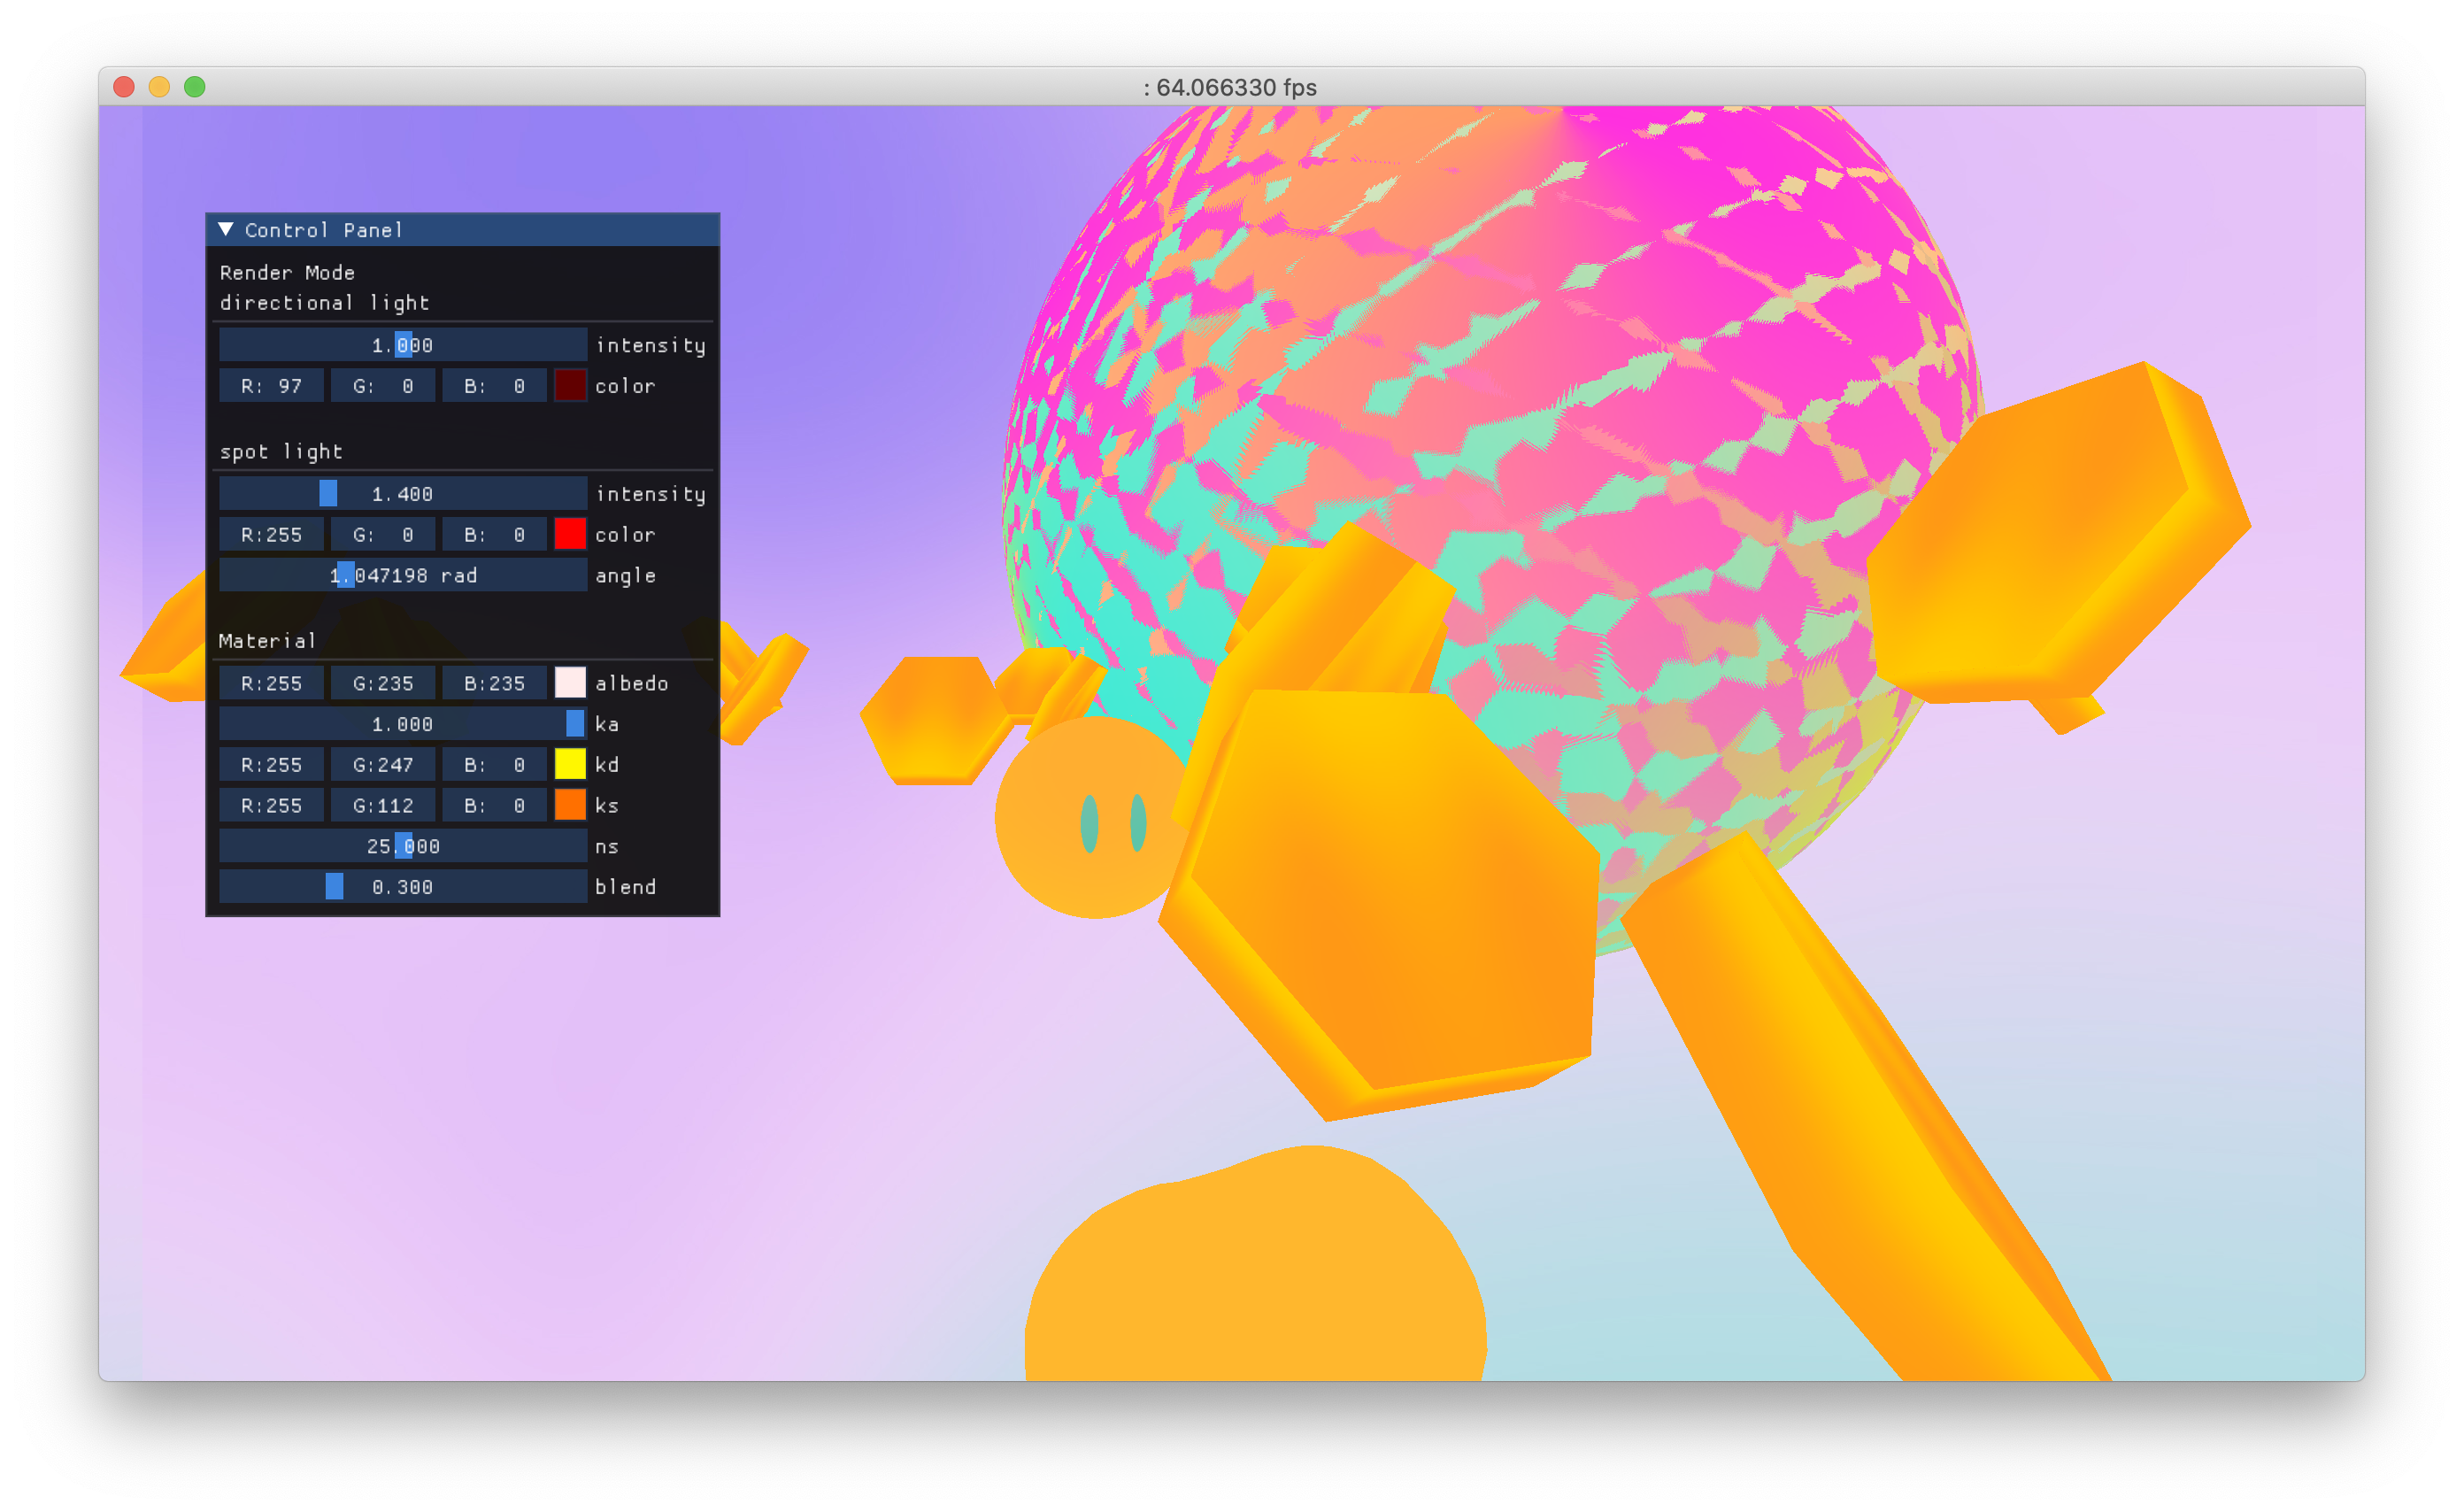 : 64.066330 fps
Control Panel
Render Mode
directional light
1.000 intensity
R: 97 G: 0 B: 0 color
spot light
1.400 intensity
R:255 G: 0 B: 0 color
1.047198 rad angle
Material
R:255 G:235 B:235 albedo
1.000 ka
R:255 G:247 B: 0 kd
R:255 G:112 B: 0 ks
25.000 ns
0.300 blend